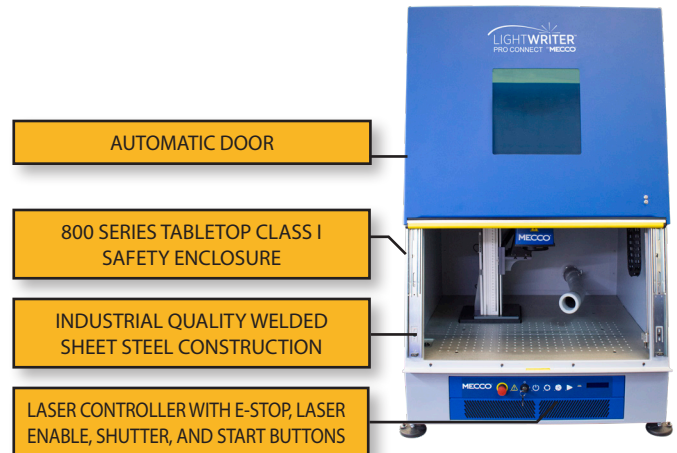 LIGHTWRITER
PRO CONNECT BY MECCO
AUTOMATIC DOOR
800 SERIES TABLETOP CLASS I
SAFETY ENCLOSURE
MECCO
INDUSTRIAL QUALITY WELDED
SHEET STEEL CONSTRUCTION
LASER CONTROLLER WITH E-STOP, LASER
ENABLE, SHUTTER, AND START BUTTONS
MECCO